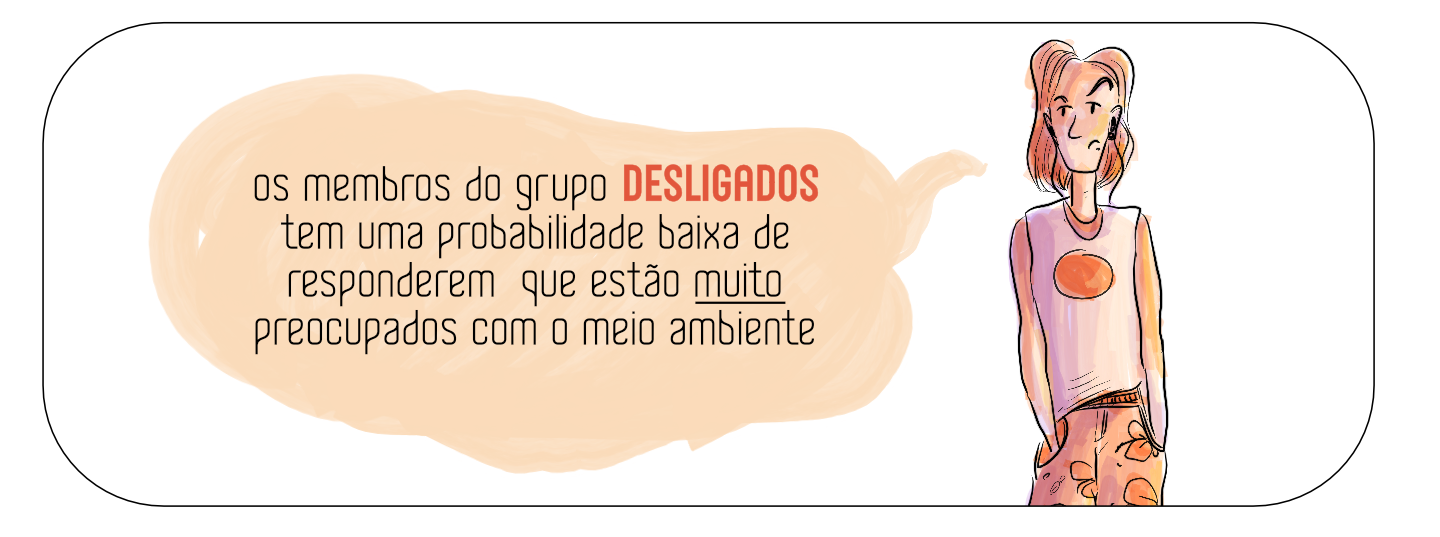 os membros do grupo DESLIGADOS
tem uma probabilidade baixa de
responderem que estão muito
preocupados com o meio ambiente